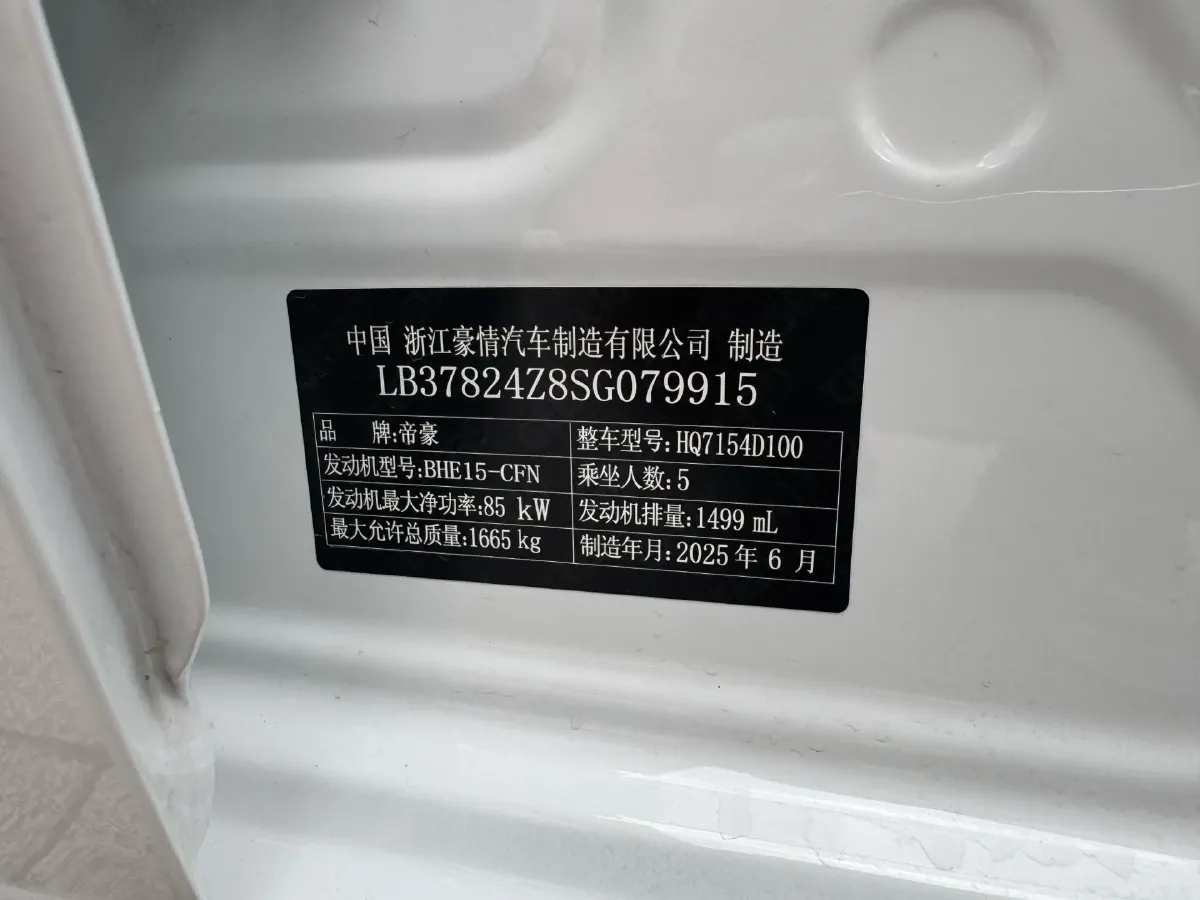 中国 浙江豪情汽车制造有限公司 制造
LB37824Z8SG079915
品 牌:帝豪 整车型号:HQ7154D100
发动机型号:BHE15-CFN 乘坐人数:5
发动机最大净功率:85 kW 发动机排量:1499 mL
最大允许总质量:1665 kg 制造年月:2025 年 6 月